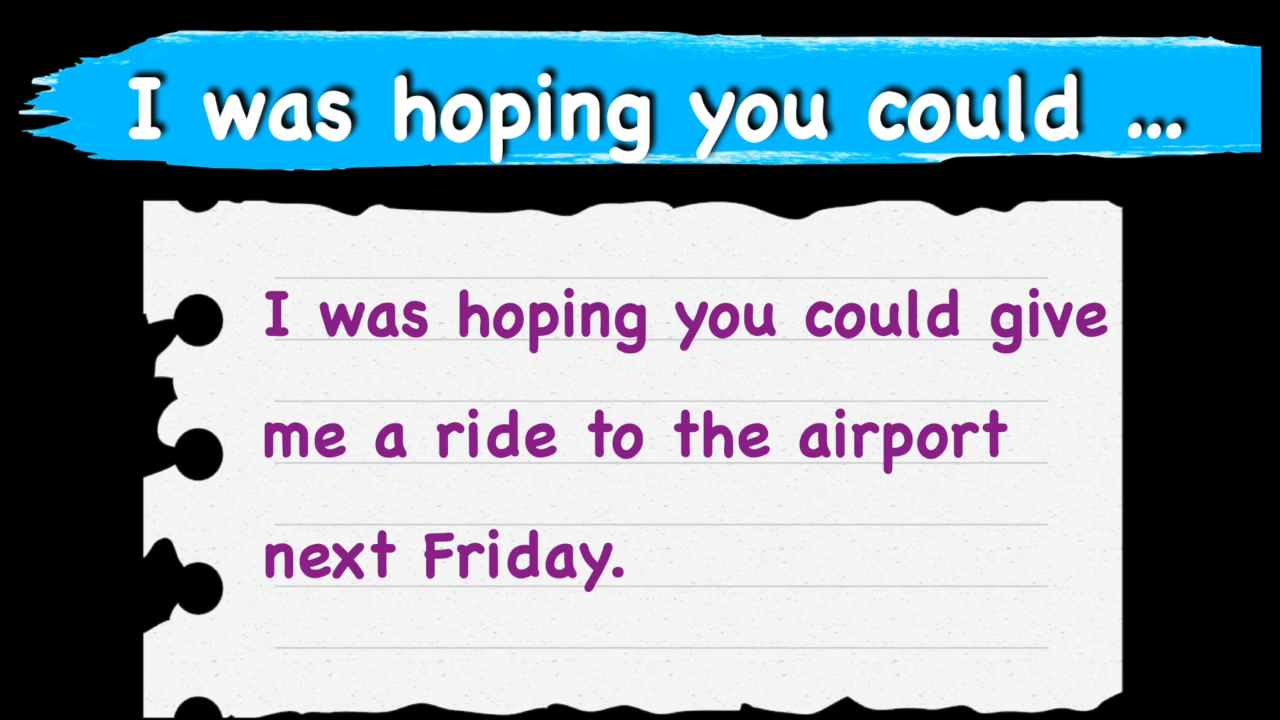 I was hoping you could ...
I was hoping you could give
me a ride to the airport
next Friday.